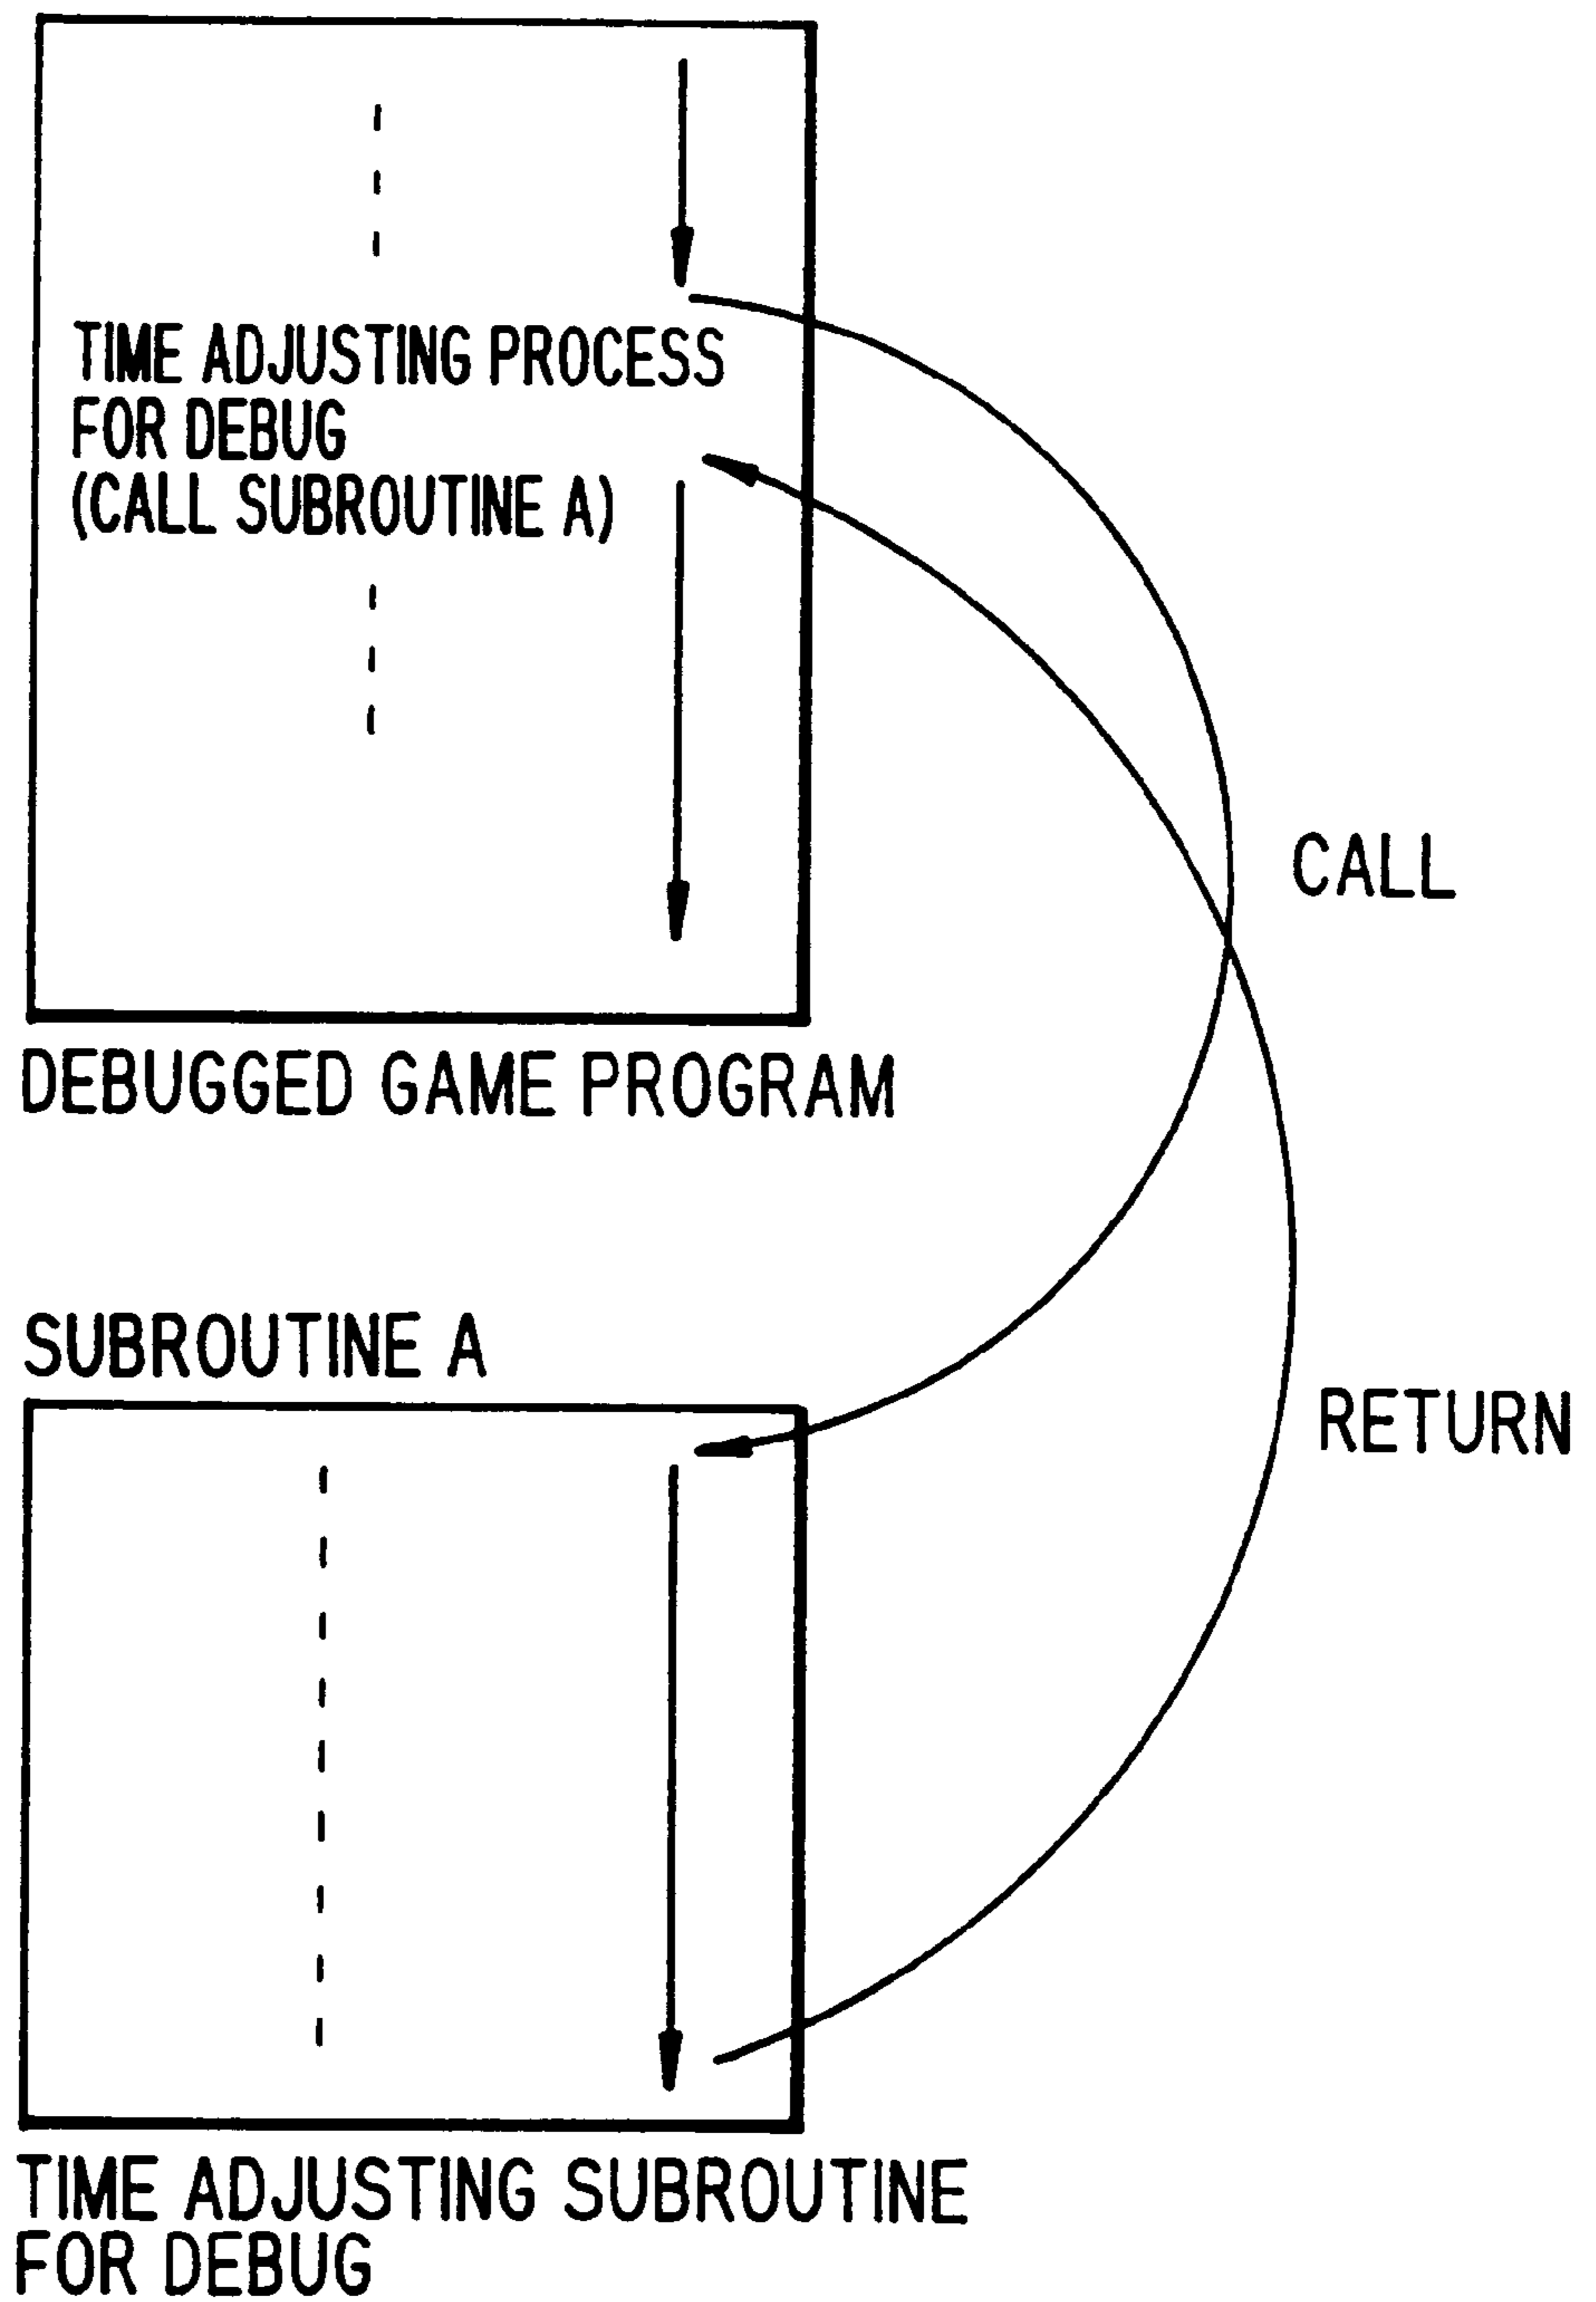 TIME ADJUSTING PROCESS
FOR DEBUG
(CALL SUBROUTINE A)
CALL
DEBUGGED GAME PROGRAM
SUBROUTINE A
RETURN
TIME ADJUSTING SUBROUTINE
FOR DEBUG